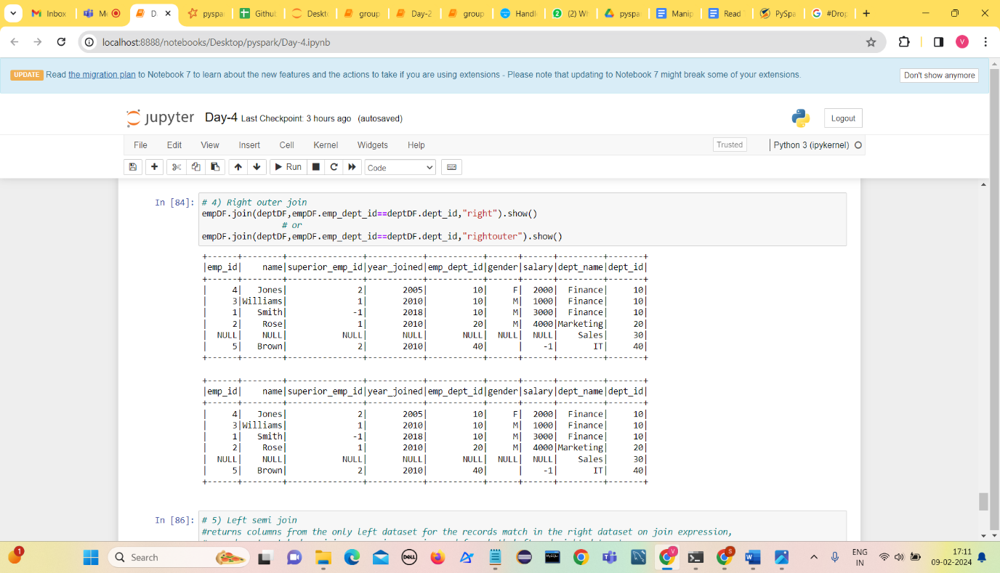 Inbox
M
D
pyspa
Githu
Deskt
group
Day-2
group
Handl
(2) W
pyspa
Manip
Read
PySpa
#Drop
localhost:8888/notebooks/Desktop/pyspark/Day-4.ipynb
V
UPDATE Read the migration plan to Notebook 7 to learn about the new features and the actions to take if you are using extensions - Please note that updating to Notebook 7 might break some of your extensions.
Don't show anymore
jupyter Day-4 Last Checkpoint: 3 hours ago (autosaved)
Logout
File Edit View Insert Cell Kernel Widgets Help
Trusted
Python 3 (ipykernel)
Run
Code
In [84]: # 4) Right outer join
empDF.join(deptDF,empDF.emp_dept_id==deptDF.dept_id,"right").show()
# or
empDF.join(deptDF,empDF.emp_dept_id==deptDF.dept_id,"rightouter").show()
+------+--------+---------------+-----------+-----------+------+------+---------+-------+
|emp_id|    name|superior_emp_id|year_joined|emp_dept_id|gender|salary|dept_name|dept_id|
+------+--------+---------------+-----------+-----------+------+------+---------+-------+
|     4|   Jones|              2|       2005|         10|     F|  2000|  Finance|     10|
|     3|Williams|              1|       2010|         10|     M|  1000|  Finance|     10|
|     1|   Smith|             -1|       2018|         10|     M|  3000|  Finance|     10|
|     2|    Rose|              1|       2010|         20|     M|  4000|Marketing|     20|
|  NULL|    NULL|           NULL|       NULL|       NULL|  NULL|  NULL|    Sales|     30|
|     5|   Brown|              2|       2010|         40|      |    -1|       IT|     40|
+------+--------+---------------+-----------+-----------+------+------+---------+-------+
+------+--------+---------------+-----------+-----------+------+------+---------+-------+
|emp_id|    name|superior_emp_id|year_joined|emp_dept_id|gender|salary|dept_name|dept_id|
+------+--------+---------------+-----------+-----------+------+------+---------+-------+
|     4|   Jones|              2|       2005|         10|     F|  2000|  Finance|     10|
|     3|Williams|              1|       2010|         10|     M|  1000|  Finance|     10|
|     1|   Smith|             -1|       2018|         10|     M|  3000|  Finance|     10|
|     2|    Rose|              1|       2010|         20|     M|  4000|Marketing|     20|
|  NULL|    NULL|           NULL|       NULL|       NULL|  NULL|  NULL|    Sales|     30|
|     5|   Brown|              2|       2010|         40|      |    -1|       IT|     40|
+------+--------+---------------+-----------+-----------+------+------+---------+-------+
In [86]: # 5) Left semi join
#returns columns from the only left dataset for the records match in the right dataset on join expression,
1
Search
DELL
MySQL
V
S
ENG
IN
17:11
09-02-2024